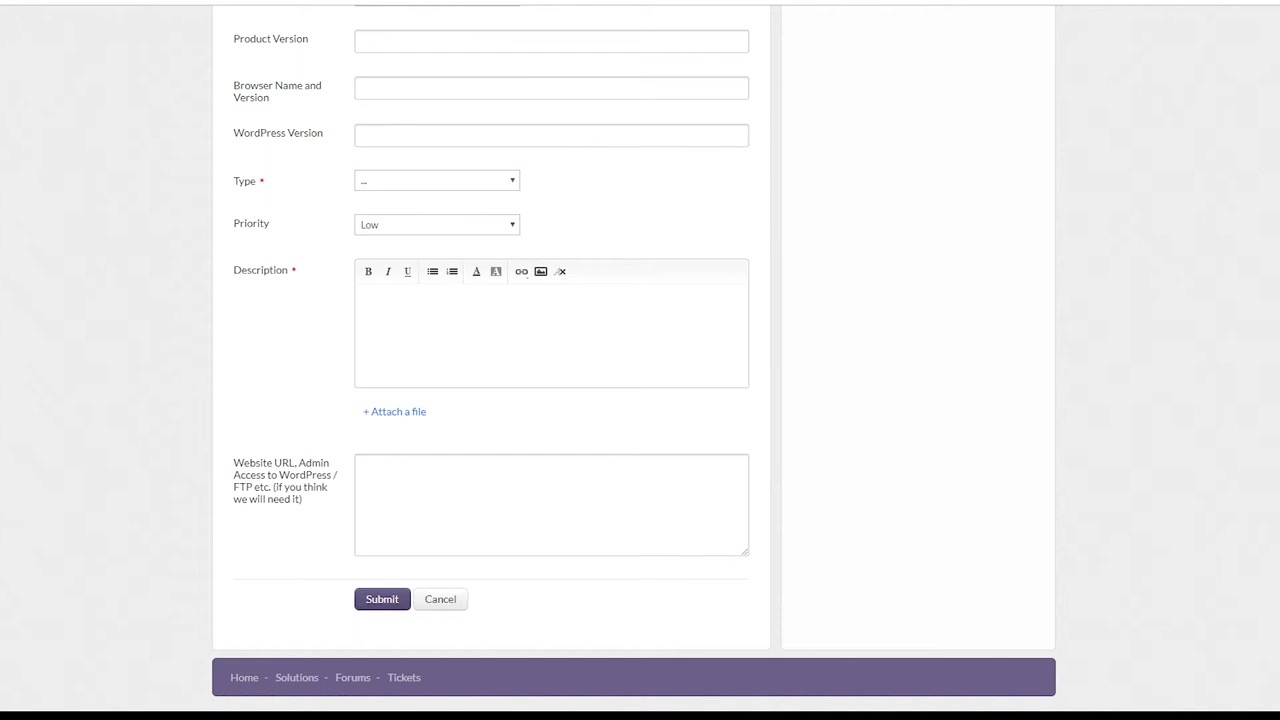 Product Version
Browser Name and
Version
WordPress Version
Type *
...
Priority
Low
Description *
B I U A A
+ Attach a file
Website URL, Admin
Access to WordPress /
FTP etc. (if you think
we will need it)
Submit Cancel
Home - Solutions - Forums - Tickets